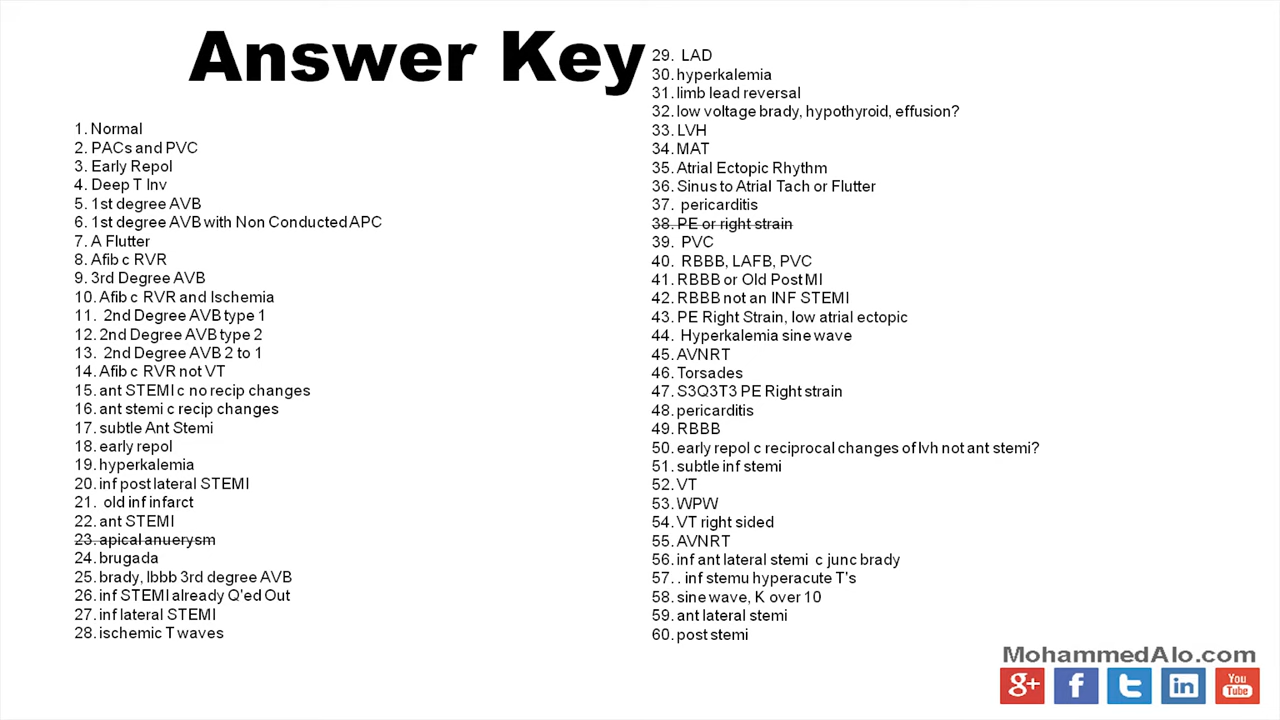 Answer Key
1. Normal
2. PACs and PVC
3. Early Repol
4. Deep T Inv
5. 1st degree AVB
6. 1st degree AVB with Non Conducted APC
7. A Flutter
8. Afib c RVR
9. 3rd Degree AVB
10. Afib c RVR and Ischemia
11. 2nd Degree AVB type 1
12. 2nd Degree AVB type 2
13. 2nd Degree AVB 2 to 1
14. Afib c RVR not VT
15. ant STEMI c no recip changes
16. ant stemi c recip changes
17. subtle Ant Stemi
18. early repol
19. hyperkalemia
20. inf post lateral STEMI
21. old inf infarct
22. ant STEMI
23. apical anuerysm
24. brugada
25. brady, lbbb 3rd degree AVB
26. inf STEMI already Q'ed Out
27. inf lateral STEMI
28. ischemic T waves
29. LAD
30. hyperkalemia
31. limb lead reversal
32. low voltage brady, hypothyroid, effusion?
33. LVH
34. MAT
35. Atrial Ectopic Rhythm
36. Sinus to Atrial Tach or Flutter
37. pericarditis
38. PE or right strain
39. PVC
40. RBBB, LAFB, PVC
41. RBBB or Old Post MI
42. RBBB not an INF STEMI
43. PE Right Strain, low atrial ectopic
44. Hyperkalemia sine wave
45. AVNRT
46. Torsades
47. S3Q3T3 PE Right strain
48. pericarditis
49. RBBB
50. early repol c reciprocal changes of lvh not ant stemi?
51. subtle inf stemi
52. VT
53. WPW
54. VT right sided
55. AVNRT
56. inf ant lateral stemi c junc brady
57. . inf stemu hyperacute T's
58. sine wave, K over 10
59. ant lateral stemi
60. post stemi
MohammedAlo.com
g+ f in You Tube